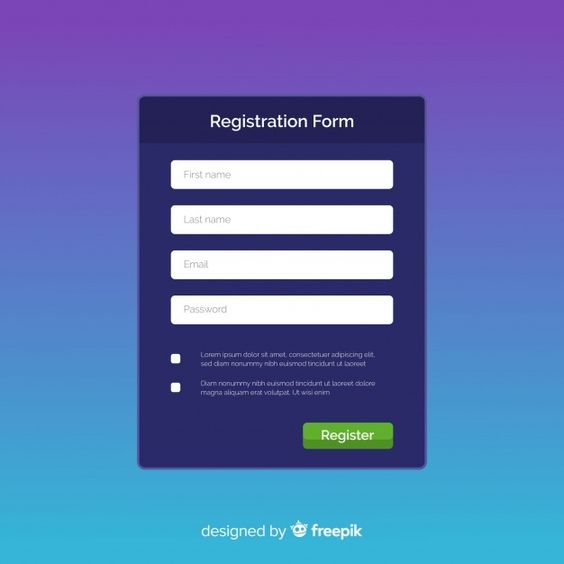 Registration Form
First name
Last name
Email
Password
Lorem ipsum dolor sit amet, consectetuer adipiscing elit,
sed diam nonummy nibh euismod tincidunt ut laoreet
Diam nonummy nibh euismod tincidunt ut laoreet dolore
magna aliquam erat volutpat. Ut wisi enim
Register
designed by freepik